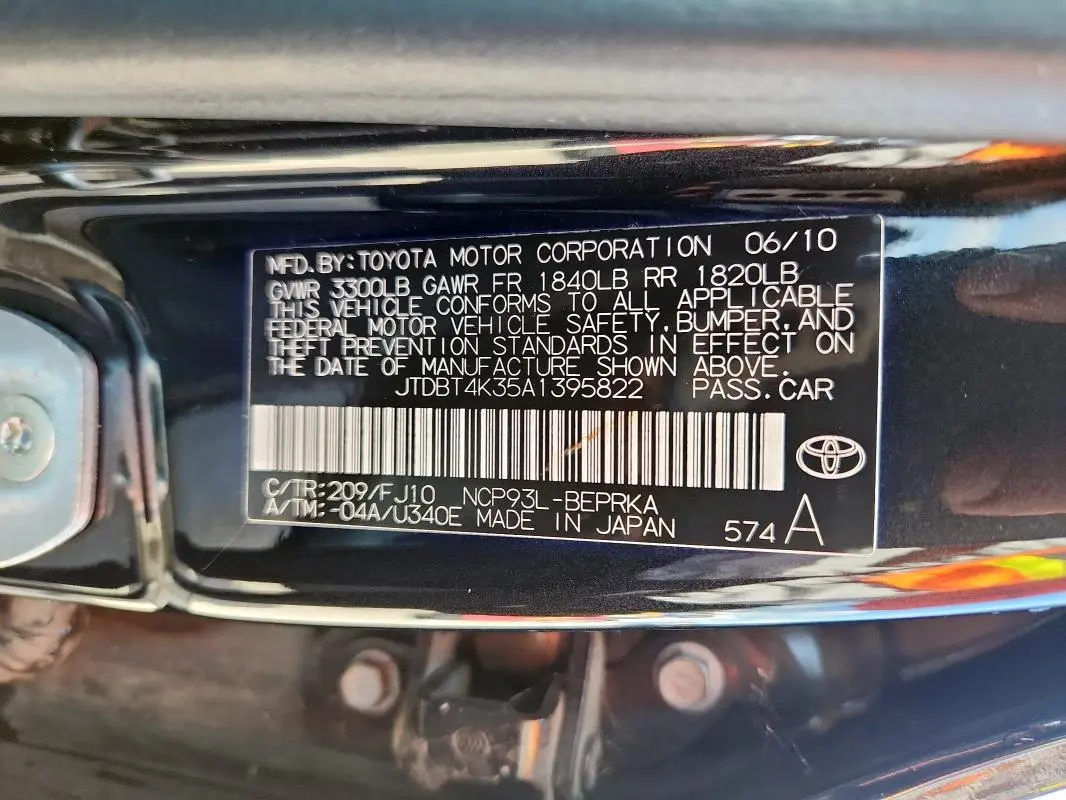 MFD.BY:TOYOTA MOTOR CORPORATION 06/10
GVWR 3300LB GAWR FR 1840LB RR 1820LB
THIS VEHICLE CONFORMS TO ALL APPLICABLE
FEDERAL MOTOR VEHICLE SAFETY,BUMPER,AND
THEFT PREVENTION STANDARDS IN EFFECT ON
THE DATE OF MANUFACTURE SHOWN ABOVE.
JTDBT4K35A1395822 PASS.CAR
C/TR:209/FJ10 NCP93L-BEPRKA
A/TM:-04A/U340E MADE IN JAPAN 574 A